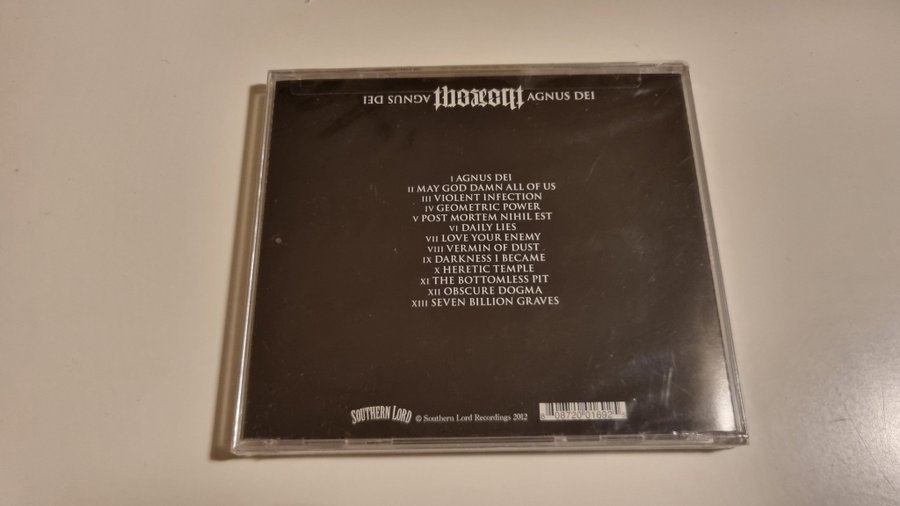 AGNUS DEI AGNUS DEI
I AGNUS DEI
II MAY GOD DAMN ALL OF US
III VIOLENT INFECTION
IV GEOMETRIC POWER
V POST MORTEM NIHIL EST
VI DAILY LIES
VII LOVE YOUR ENEMY
VIII VERMIN OF DUST
IX DARKNESS I BECAME
X HERETIC TEMPLE
XI THE BOTTOMLESS PIT
XII OBSCURE DOGMA
XIII SEVEN BILLION GRAVES
SOUTHERN LORD © Southern Lord Recordings 2012
08720 01692